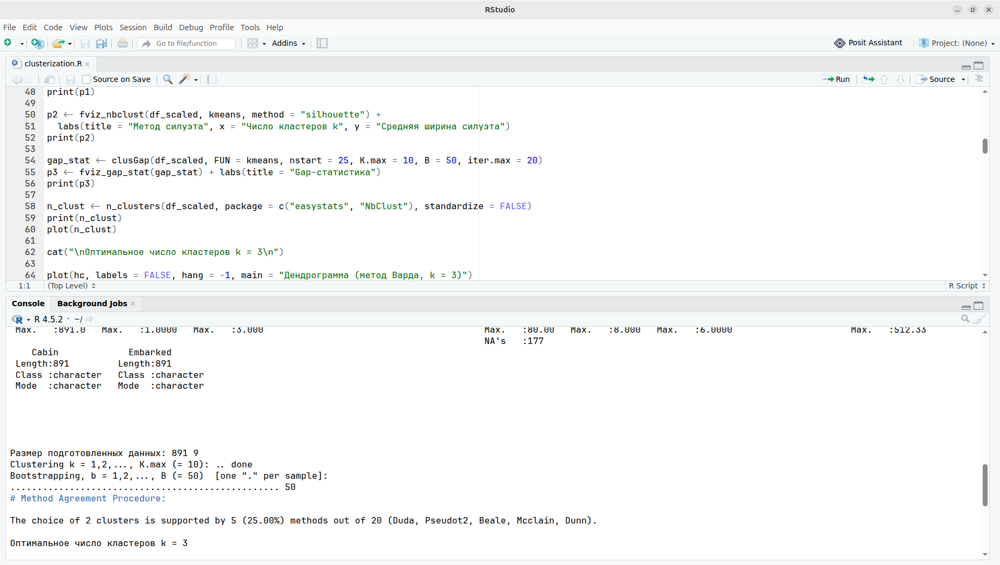 RStudio
File Edit Code View Plots Session Build Debug Profile Tools Help
Go to file/function Addins Posit Assistant Project: (None)
clusterization.R
Source on Save Run Source
48 print(p1)
49
50 p2 <- fviz_nbclust(df_scaled, kmeans, method = "silhouette") +
51 labs(title = "Метод силуэта", x = "Число кластеров k", y = "Средняя ширина силуэта")
52 print(p2)
53
54 gap_stat <- clusGap(df_scaled, FUN = kmeans, nstart = 25, K.max = 10, B = 50, iter.max = 20)
55 p3 <- fviz_gap_stat(gap_stat) + labs(title = "Gap-статистика")
56 print(p3)
57
58 n_clust <- n_clusters(df_scaled, package = c("easystats", "NbClust"), standardize = FALSE)
59 print(n_clust)
60 plot(n_clust)
61
62 cat("\nОптимальное число кластеров k = 3\n")
63
64 plot(hc, labels = FALSE, hang = -1, main = "Дендрограмма (метод Варда, k = 3)")
1:1 (Top Level) R Script
Console Background Jobs
R 4.5.2 · ~/
Max. :891.0 Max. :1.0000 Max. :3.000 Max. :80.00 Max. :8.000 Max. :6.0000 Max. :512.33
NA's :177
Cabin Embarked
Length:891 Length:891
Class :character Class :character
Mode :character Mode :character
Размер подготовленных данных: 891 9
Clustering k = 1,2,..., K.max (= 10): .. done
Bootstrapping, b = 1,2,..., B (= 50) [one "." per sample]:
.................................................. 50
# Method Agreement Procedure:
The choice of 2 clusters is supported by 5 (25.00%) methods out of 20 (Duda, Pseudot2, Beale, Mcclain, Dunn).
Оптимальное число кластеров k = 3